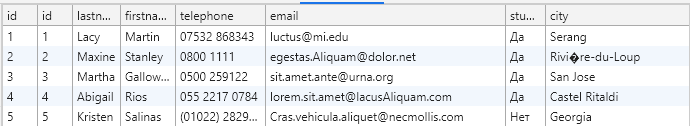 id id lastn... firstna... telephone email stu... city
1 1 Lacy Martin 07532 868343 luctus@mi.edu Да Serang
2 2 Maxine Stanley 0800 1111 egestas.Aliquam@dolor.net Да Rivi�re-du-Loup
3 3 Martha Gallow... 0500 259122 sit.amet.ante@urna.org Да San Jose
4 4 Abigail Rios 055 2217 0784 lorem.sit.amet@lacusAliquam.com Да Castel Ritaldi
5 5 Kristen Salinas (01022) 2829... Cras.vehicula.aliquet@necmollis.com Нет Georgia